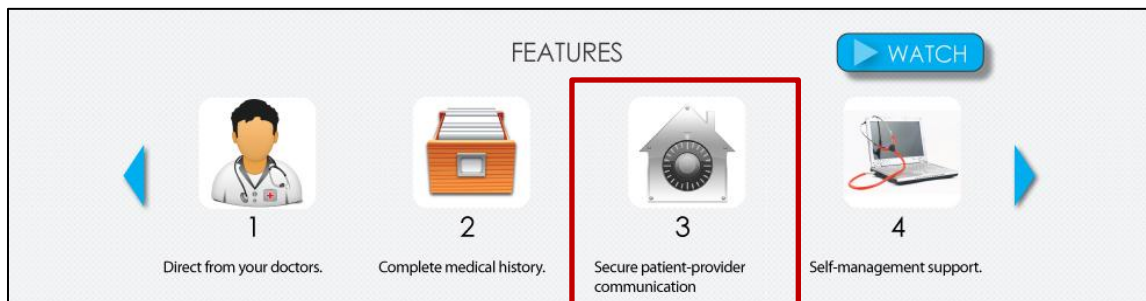 FEATURES
WATCH
1
2
3
4
Direct from your doctors.
Complete medical history.
Secure patient-provider
communication
Self-management support.